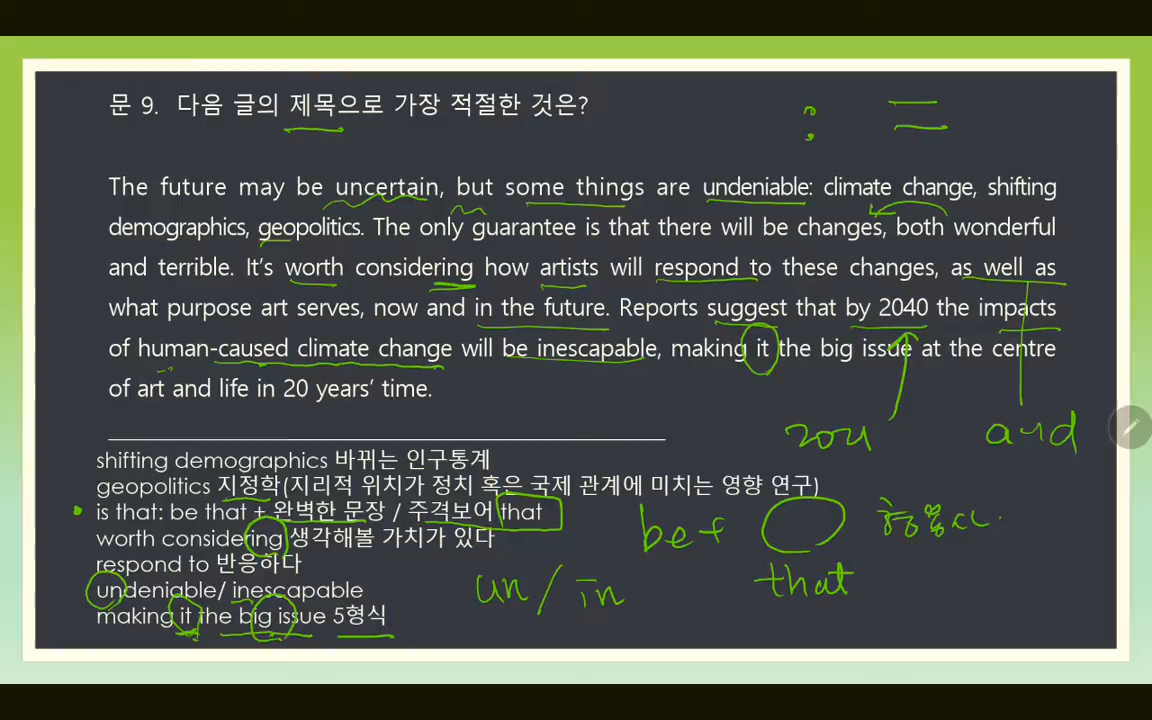 문 9. 다음 글의 제목으로 가장 적절한 것은?
The future may be uncertain, but some things are undeniable: climate change, shifting
demographics, geopolitics. The only guarantee is that there will be changes, both wonderful
and terrible. It's worth considering how artists will respond to these changes, as well as
what purpose art serves, now and in the future. Reports suggest that by 2040 the impacts
of human-caused climate change will be inescapable, making it the big issue at the centre
of art and life in 20 years' time.
and
shifting demographics 바뀌는 인구통계
geopolitics 지정학(지리적 위치가 정치 혹은 국제 관계에 미치는 영향 연구)
is that: be that + 완벽한 문장 / 주격보어 that
be +
worth considering 생각해볼 가치가 있다
respond to 반응하다
that
undeniable/ inescapable
un / in
making it the big issue 5형식